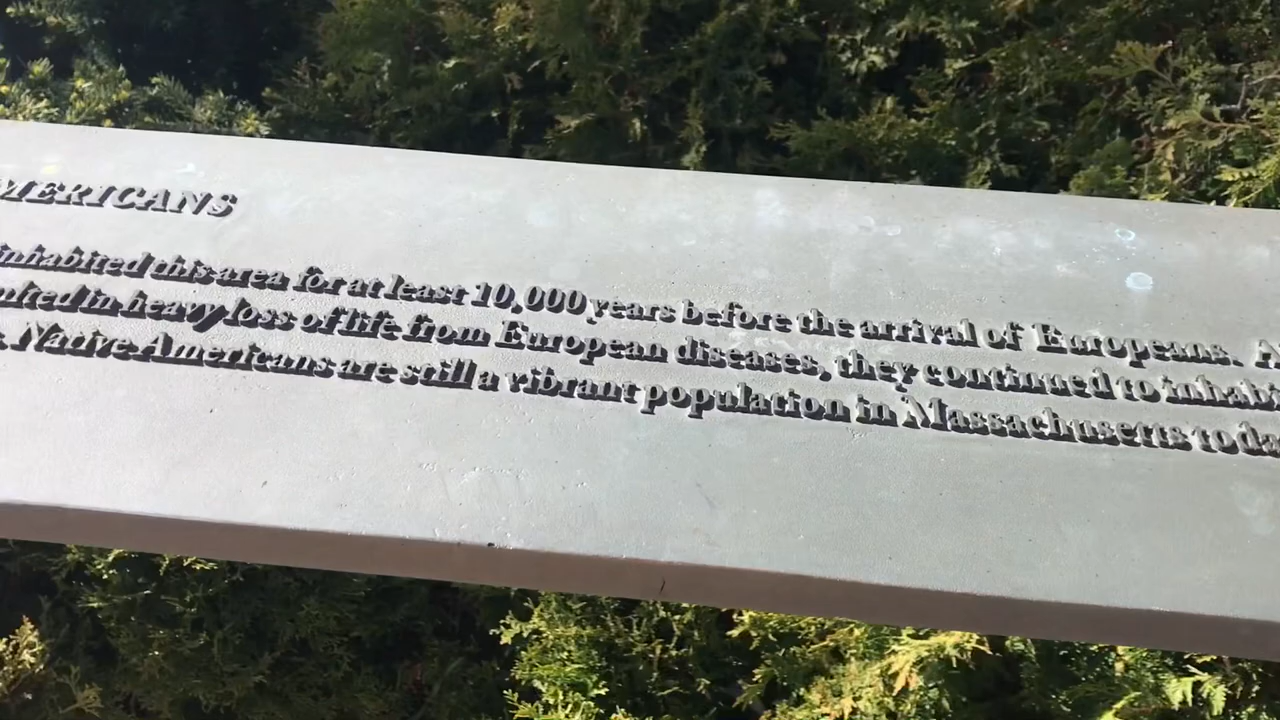 MERICANS
inhabited this area for at least 10,000 years before the arrival of Europeans. A
ulted in heavy loss of life from European diseases, they continued to inhabi
Native Americans are still a vibrant population in Massachusetts toda